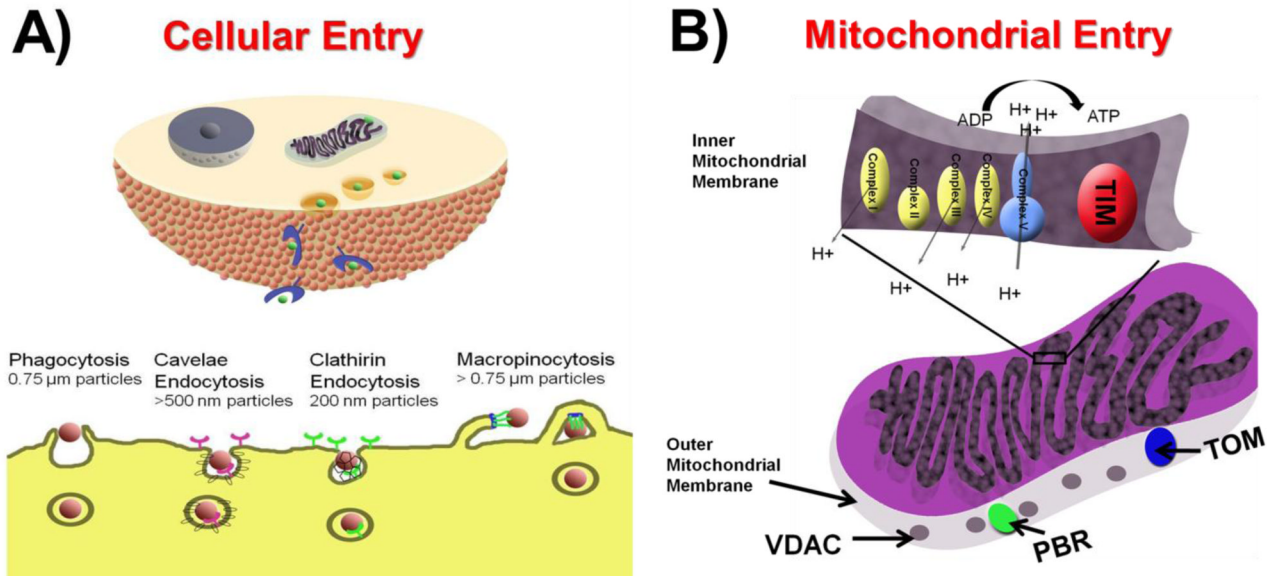 A)
Cellular Entry
Phagocytosis
0.75 µm particles
Cavelae
Endocytosis
>500 nm particles
Clathirin
Endocytosis
200 nm particles
Macropinocytosis
> 0.75 µm particles
B)
Mitochondrial Entry
Inner
Mitochondrial
Membrane
ADP
H+
H+
H+
ATP
Complex I
Complex II
Complex III
Complex IV
Complex V
TIM
H+
H+
H+
H+
Outer
Mitochondrial
Membrane
TOM
VDAC
PBR